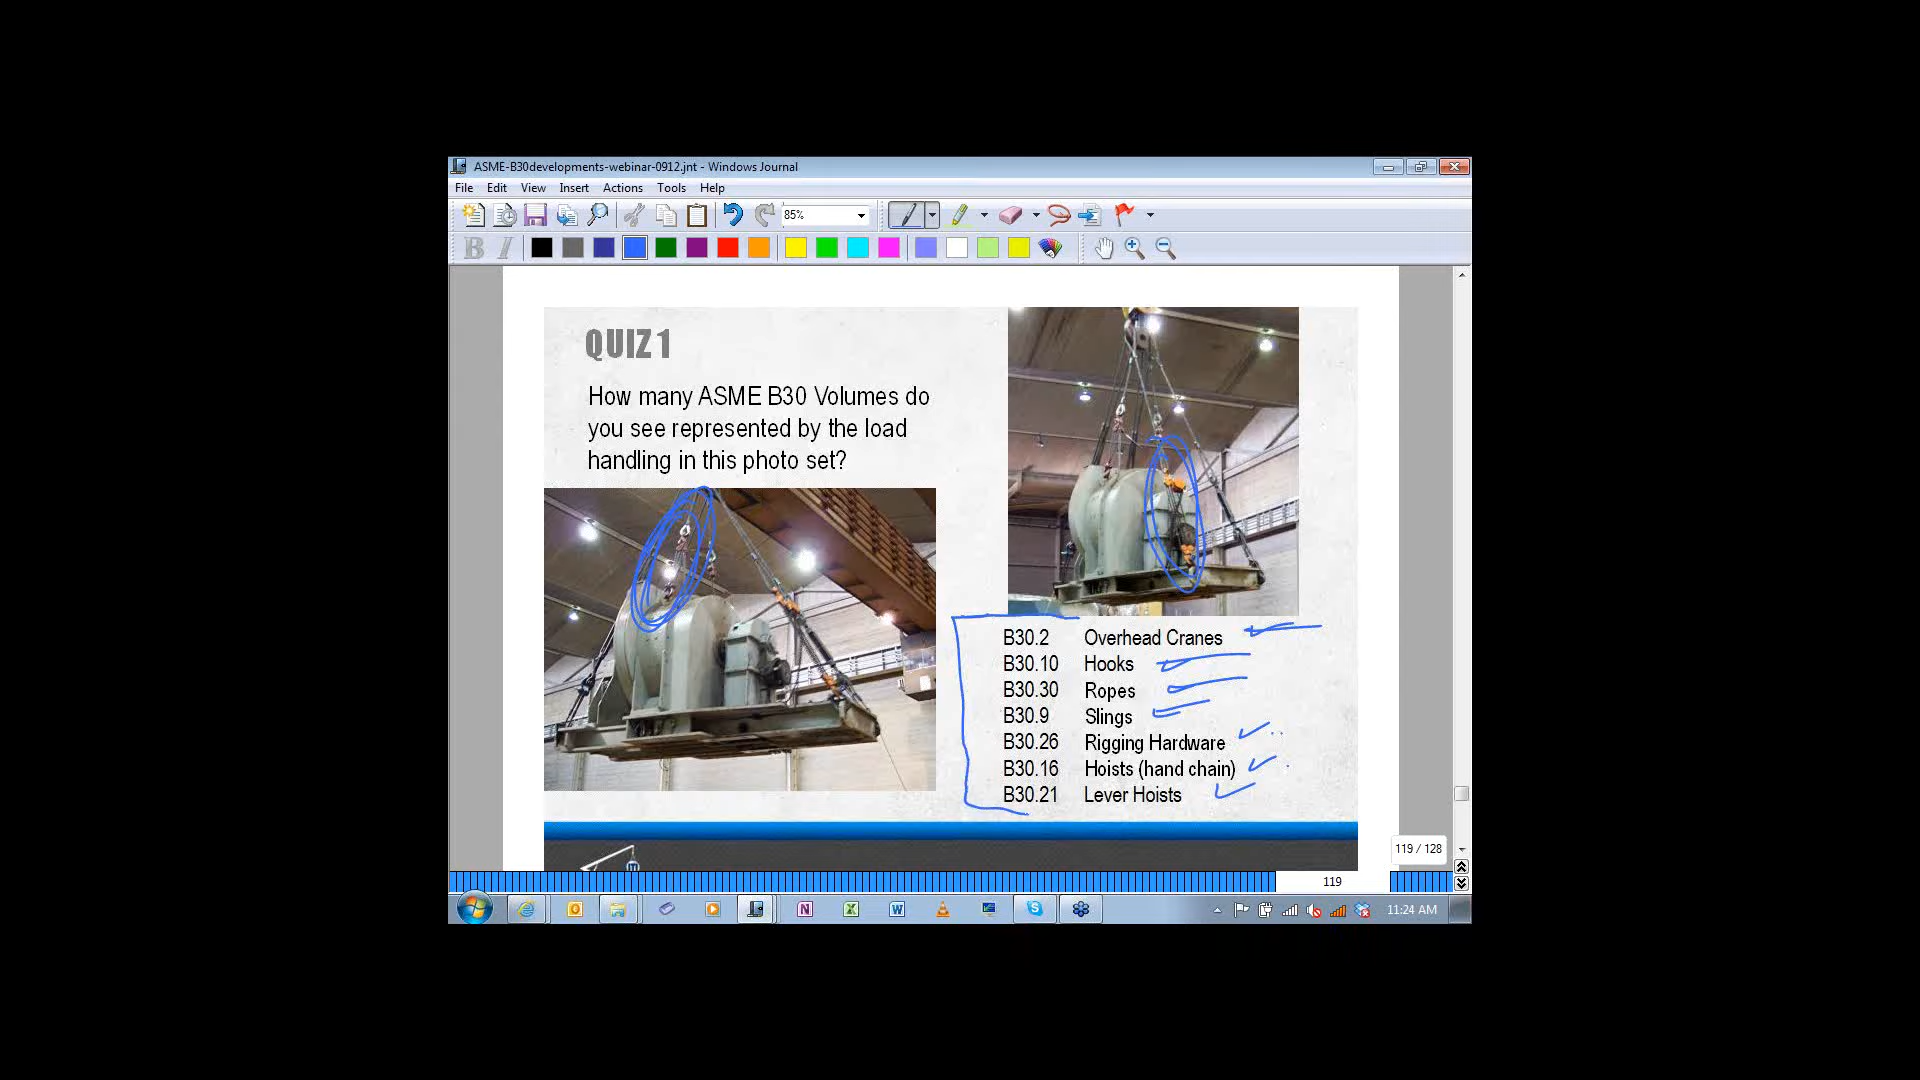 ASME-B30developments-webinar-0912.jnt - Windows Journal
File Edit View Insert Actions Tools Help
85%
B I
QUIZ 1
How many ASME B30 Volumes do
you see represented by the load
handling in this photo set?
B30.2 Overhead Cranes
B30.10 Hooks
B30.30 Ropes
B30.9 Slings
B30.26 Rigging Hardware
B30.16 Hoists (hand chain)
B30.21 Lever Hoists
119 / 128
119
11:24 AM